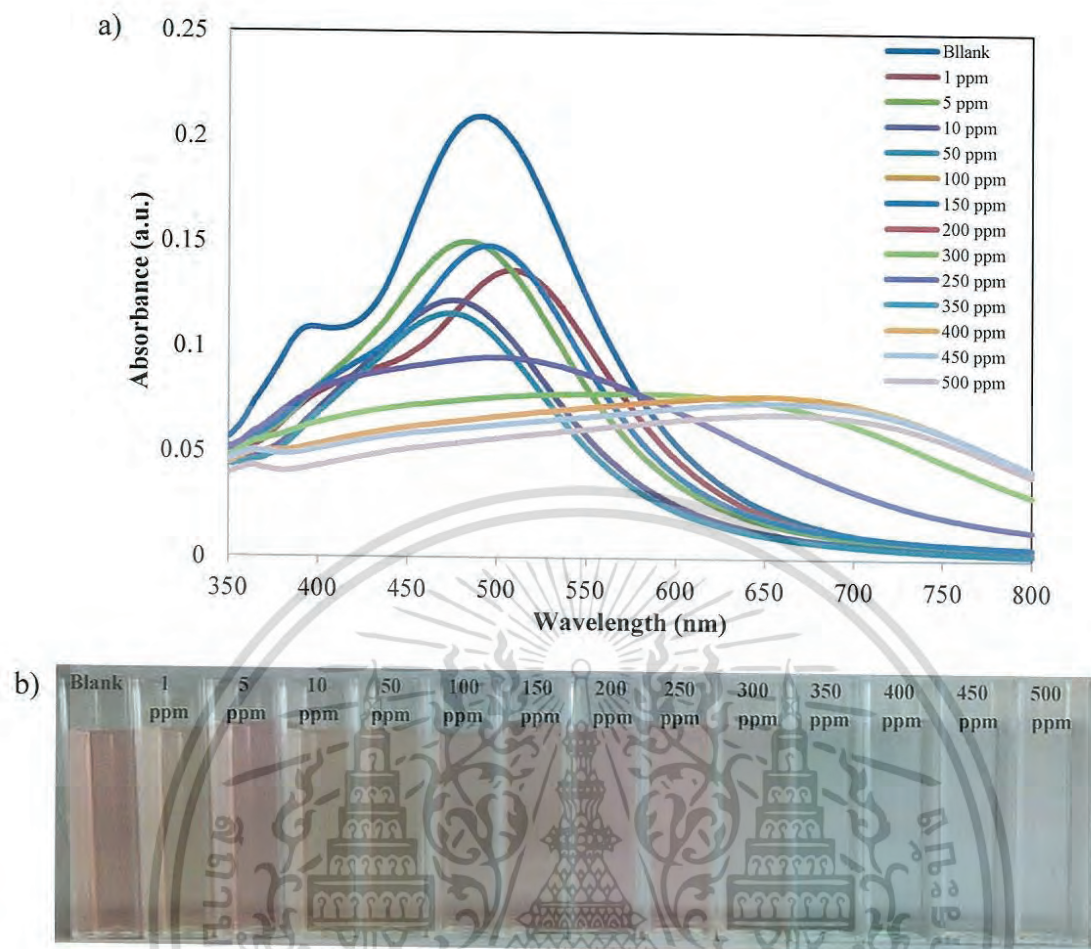 a)
0.25
0.2
0.15
0.1
0.05
0
Absorbance (a.u.)
350 400 450 500 550 600 650 700 750 800
Wavelength (nm)
Bllank
1 ppm
5 ppm
10 ppm
50 ppm
100 ppm
150 ppm
200 ppm
300 ppm
250 ppm
350 ppm
400 ppm
450 ppm
500 ppm
b)
Blank 1 5 10 50 100 150 200 250 300 350 400 450 500
ppm ppm ppm ppm ppm ppm ppm ppm ppm ppm ppm ppm ppm